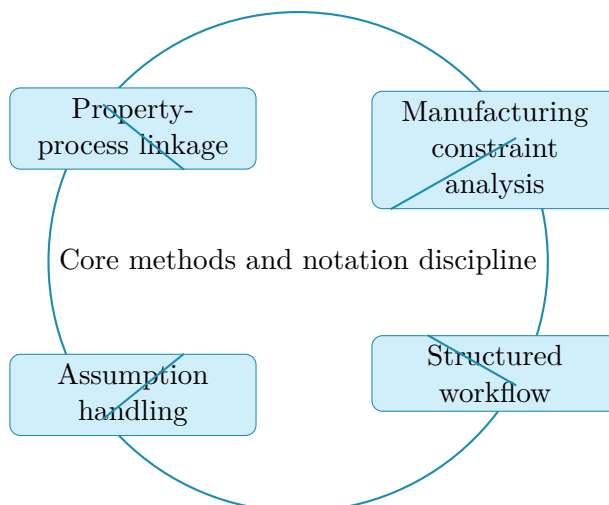 Property-
process linkage
Manufacturing
constraint
analysis
Core methods and notation discipline
Assumption
handling
Structured
workflow